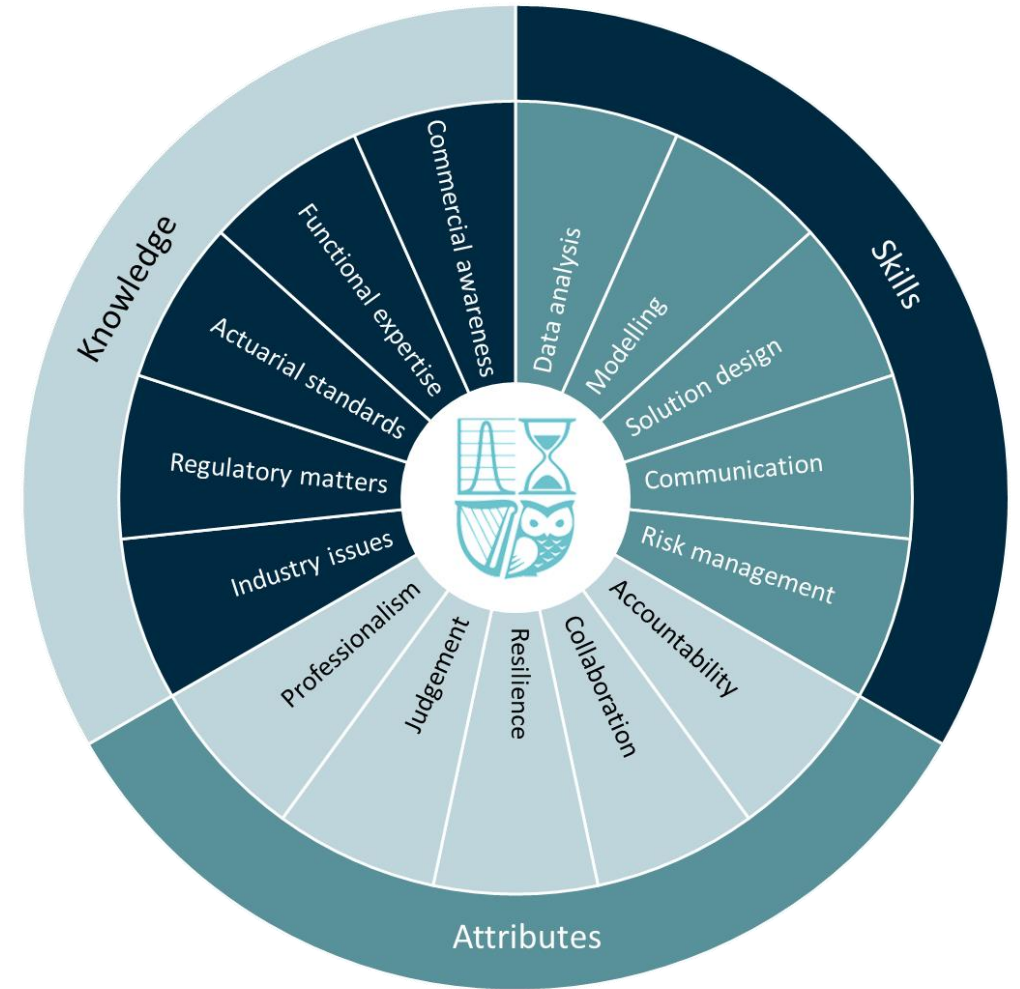 Knowledge
Commercial awareness
Functional expertise
Actuarial standards
Regulatory matters
Industry issues
Skills
Data analysis
Modelling
Solution design
Communication
Risk management
Attributes
Accountability
Collaboration
Resilience
Judgement
Professionalism